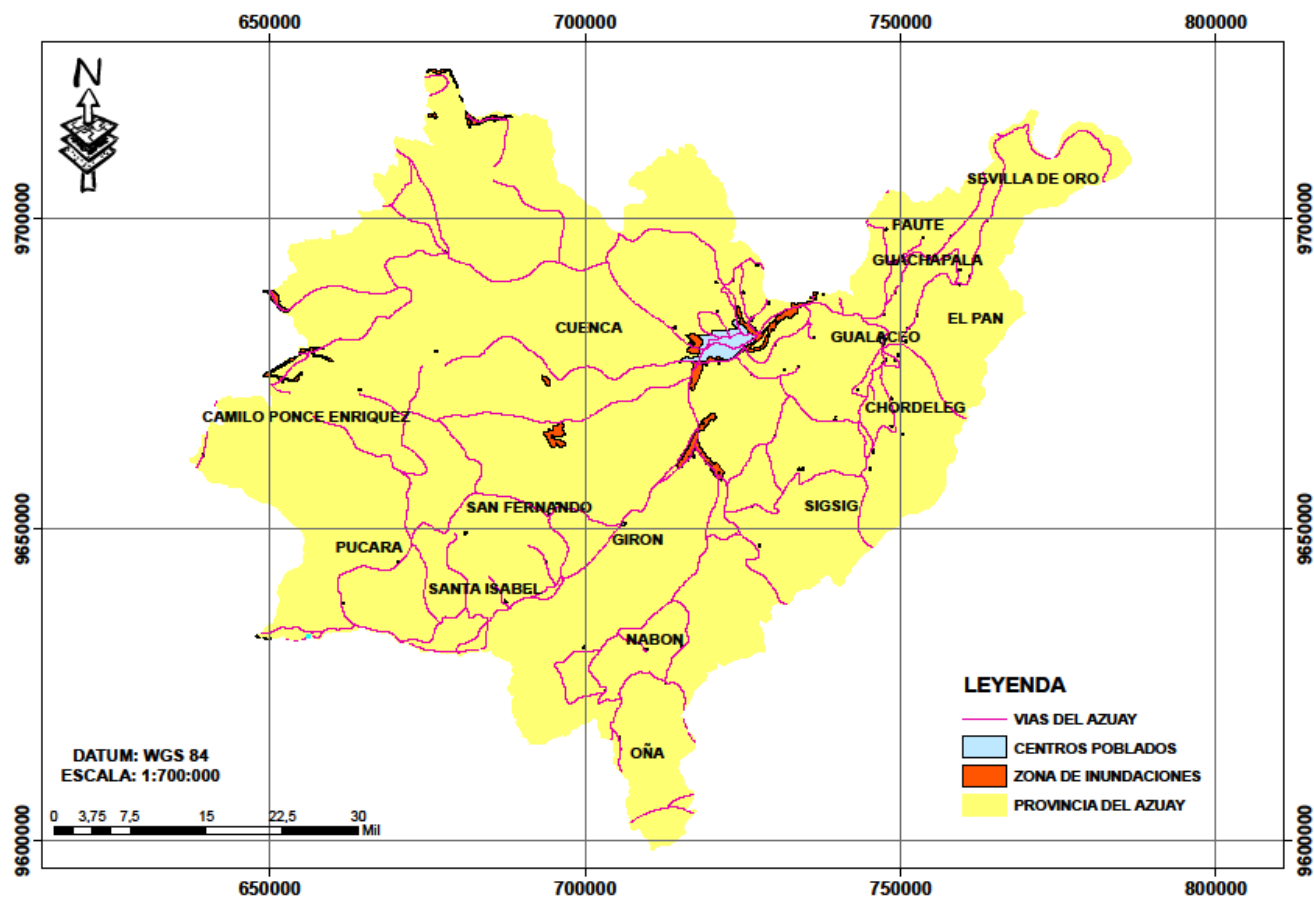 650000 700000 750000 800000
N
SEVILLA DE ORO
9700000 9700000
PAUTE
GUACHAPALA
EL PAN
CUENCA
GUALACEO
CHORDELEG
CAMILO PONCE ENRIQUEZ
SAN FERNANDO
SIGSIG
9650000 9650000
GIRON
PUCARA
SANTA ISABEL
NABON
LEYENDA
VIAS DEL AZUAY
CENTROS POBLADOS
ZONA DE INUNDACIONES
PROVINCIA DEL AZUAY
OÑA
DATUM: WGS 84
ESCALA: 1:700:000
0 3,75 7,5 15 22,5 30
Mil
9600000 9600000
650000 700000 750000 800000